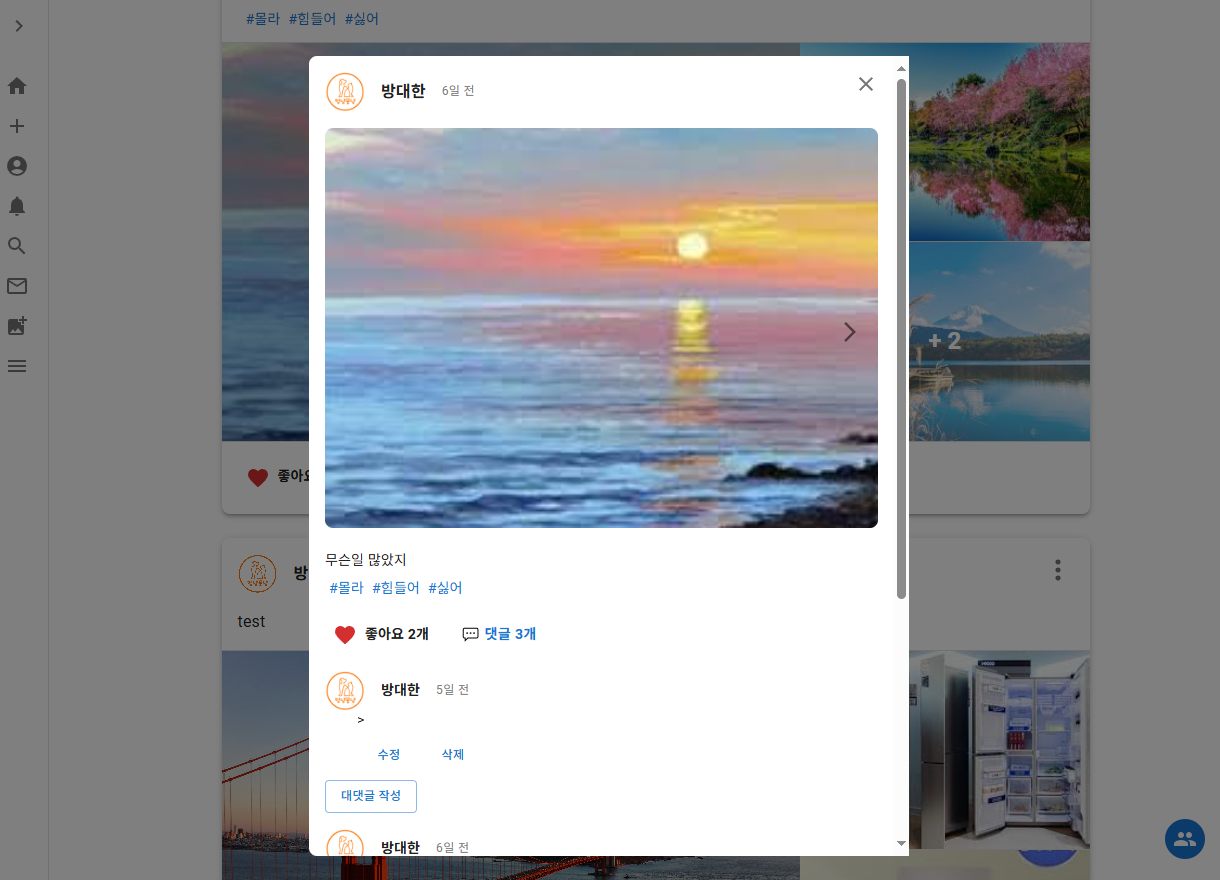 #몰라 #힘들어 #싫어
방대한 6일 전
+ 2
좋아요
무슨일 많았지
#몰라 #힘들어 #싫어
좋아요 2개 댓글 3개
방
test
방대한 5일 전
>
수정 삭제
대댓글 작성
방대한 6일 전